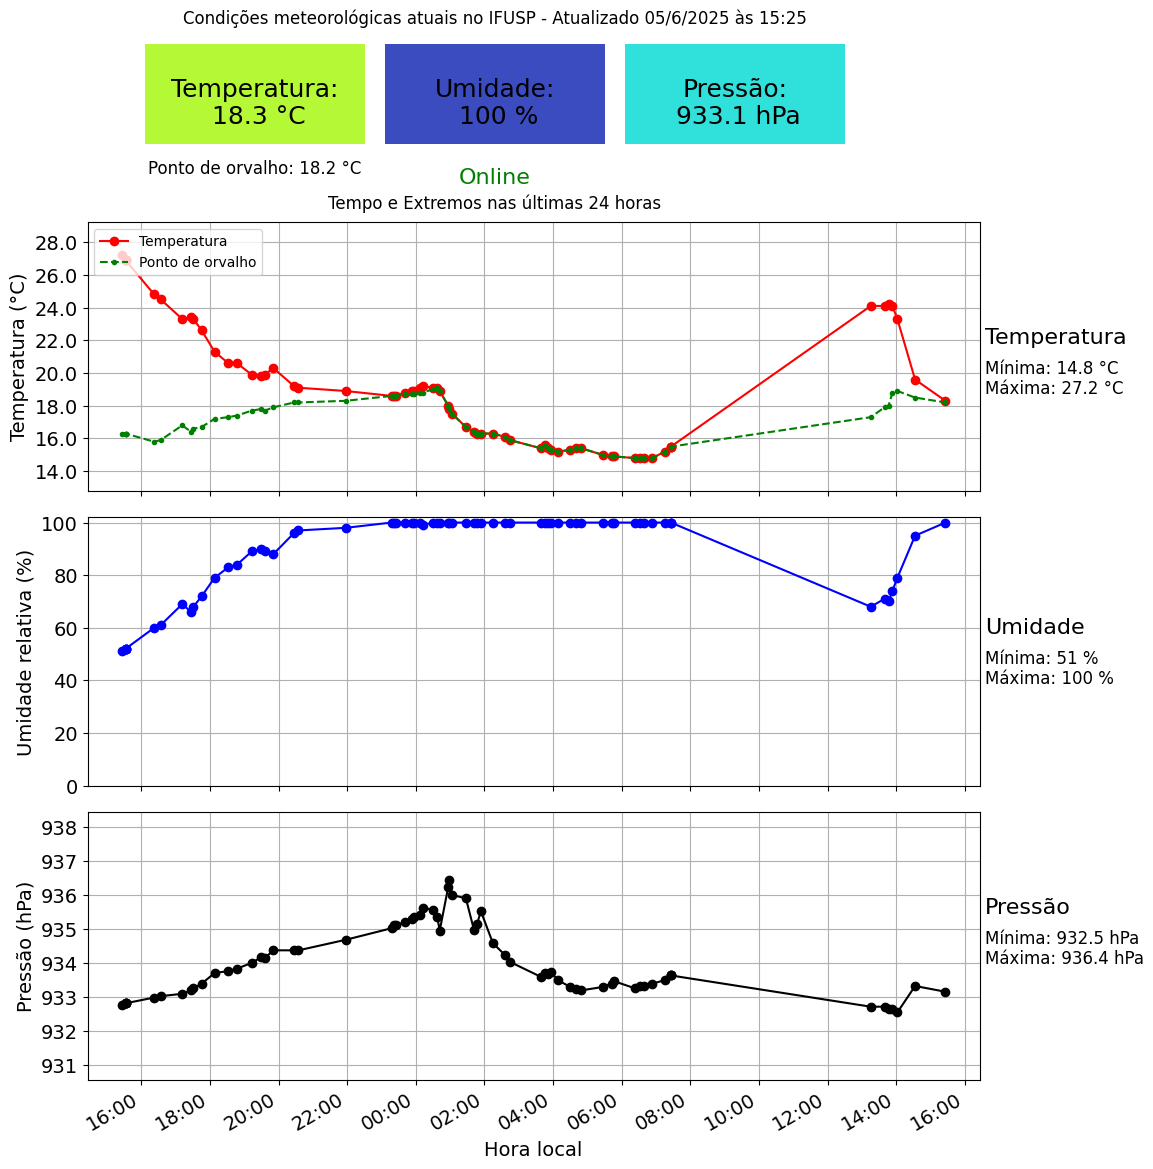 Condições meteorológicas atuais no IFUSP - Atualizado 05/6/2025 às 15:25
Temperatura:
18.3 °C
Umidade:
100 %
Pressão:
933.1 hPa
Ponto de orvalho: 18.2 °C
Online
Tempo e Extremos nas últimas 24 horas
Temperatura
Ponto de orvalho
Temperatura (°C)
28.0
26.0
24.0
22.0
20.0
18.0
16.0
14.0
Temperatura
Mínima: 14.8 °C
Máxima: 27.2 °C
Umidade relativa (%)
100
80
60
40
20
0
Umidade
Mínima: 51 %
Máxima: 100 %
Pressão (hPa)
938
937
936
935
934
933
932
931
Pressão
Mínima: 932.5 hPa
Máxima: 936.4 hPa
16:00
18:00
20:00
22:00
00:00
02:00
04:00
06:00
08:00
10:00
12:00
14:00
16:00
Hora local